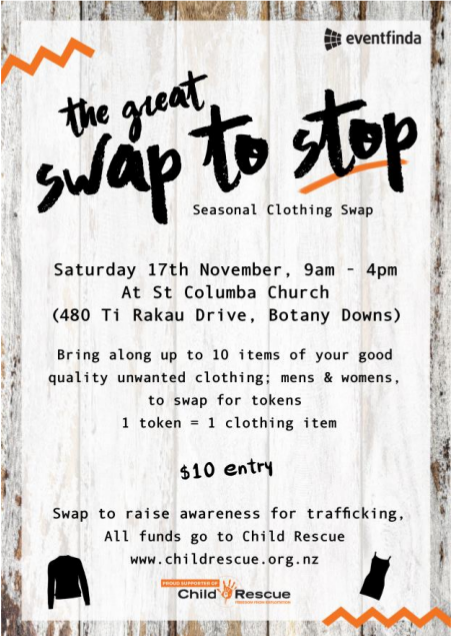 eventfinda
the great
swap to stop
Seasonal Clothing Swap
Saturday 17th November, 9am - 4pm
At St Columba Church
(480 Ti Rakau Drive, Botany Downs)
Bring along up to 10 items of your good
quality unwanted clothing; mens & womens,
to swap for tokens
1 token = 1 clothing item
$10 entry
Swap to raise awareness for trafficking,
All funds go to Child Rescue
www.childrescue.org.nz
PROUD SUPPORTER OF
Child Rescue